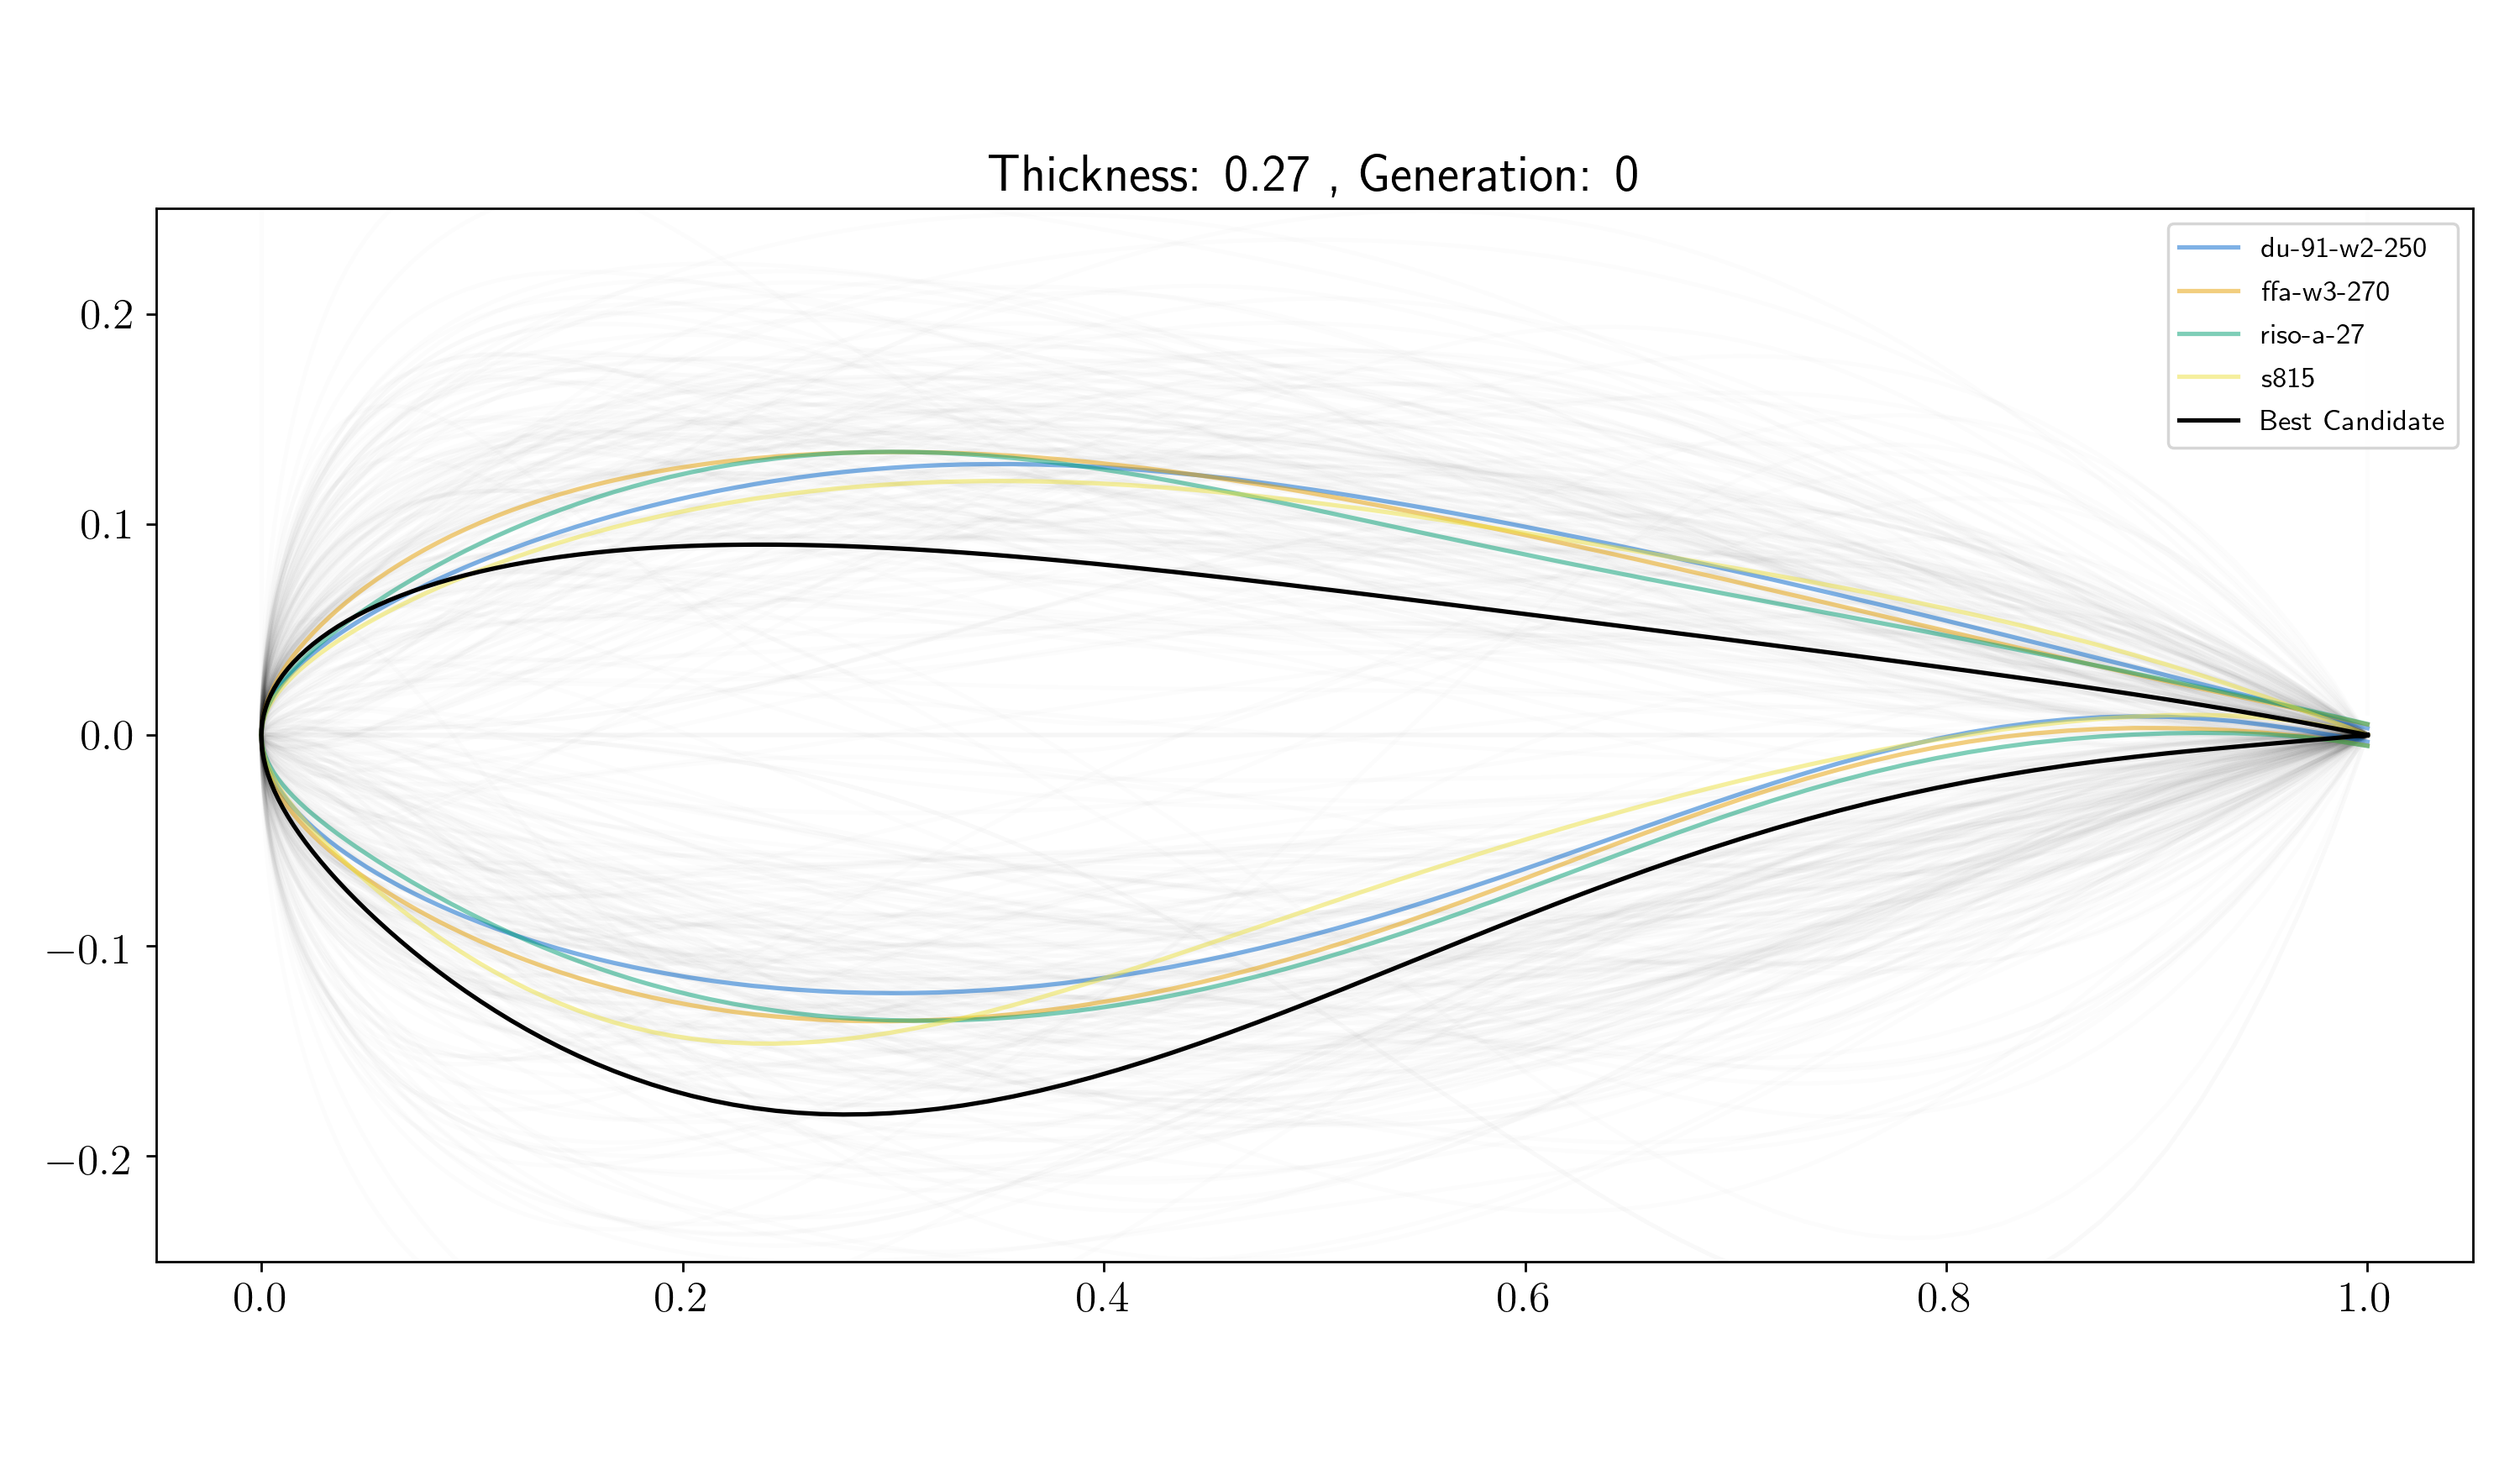 Thickness: 0.27 , Generation: 0
du-91-w2-250
ffa-w3-270
riso-a-27
s815
Best Candidate
0.2
0.1
0.0
−0.1
−0.2
0.0 0.2 0.4 0.6 0.8 1.0